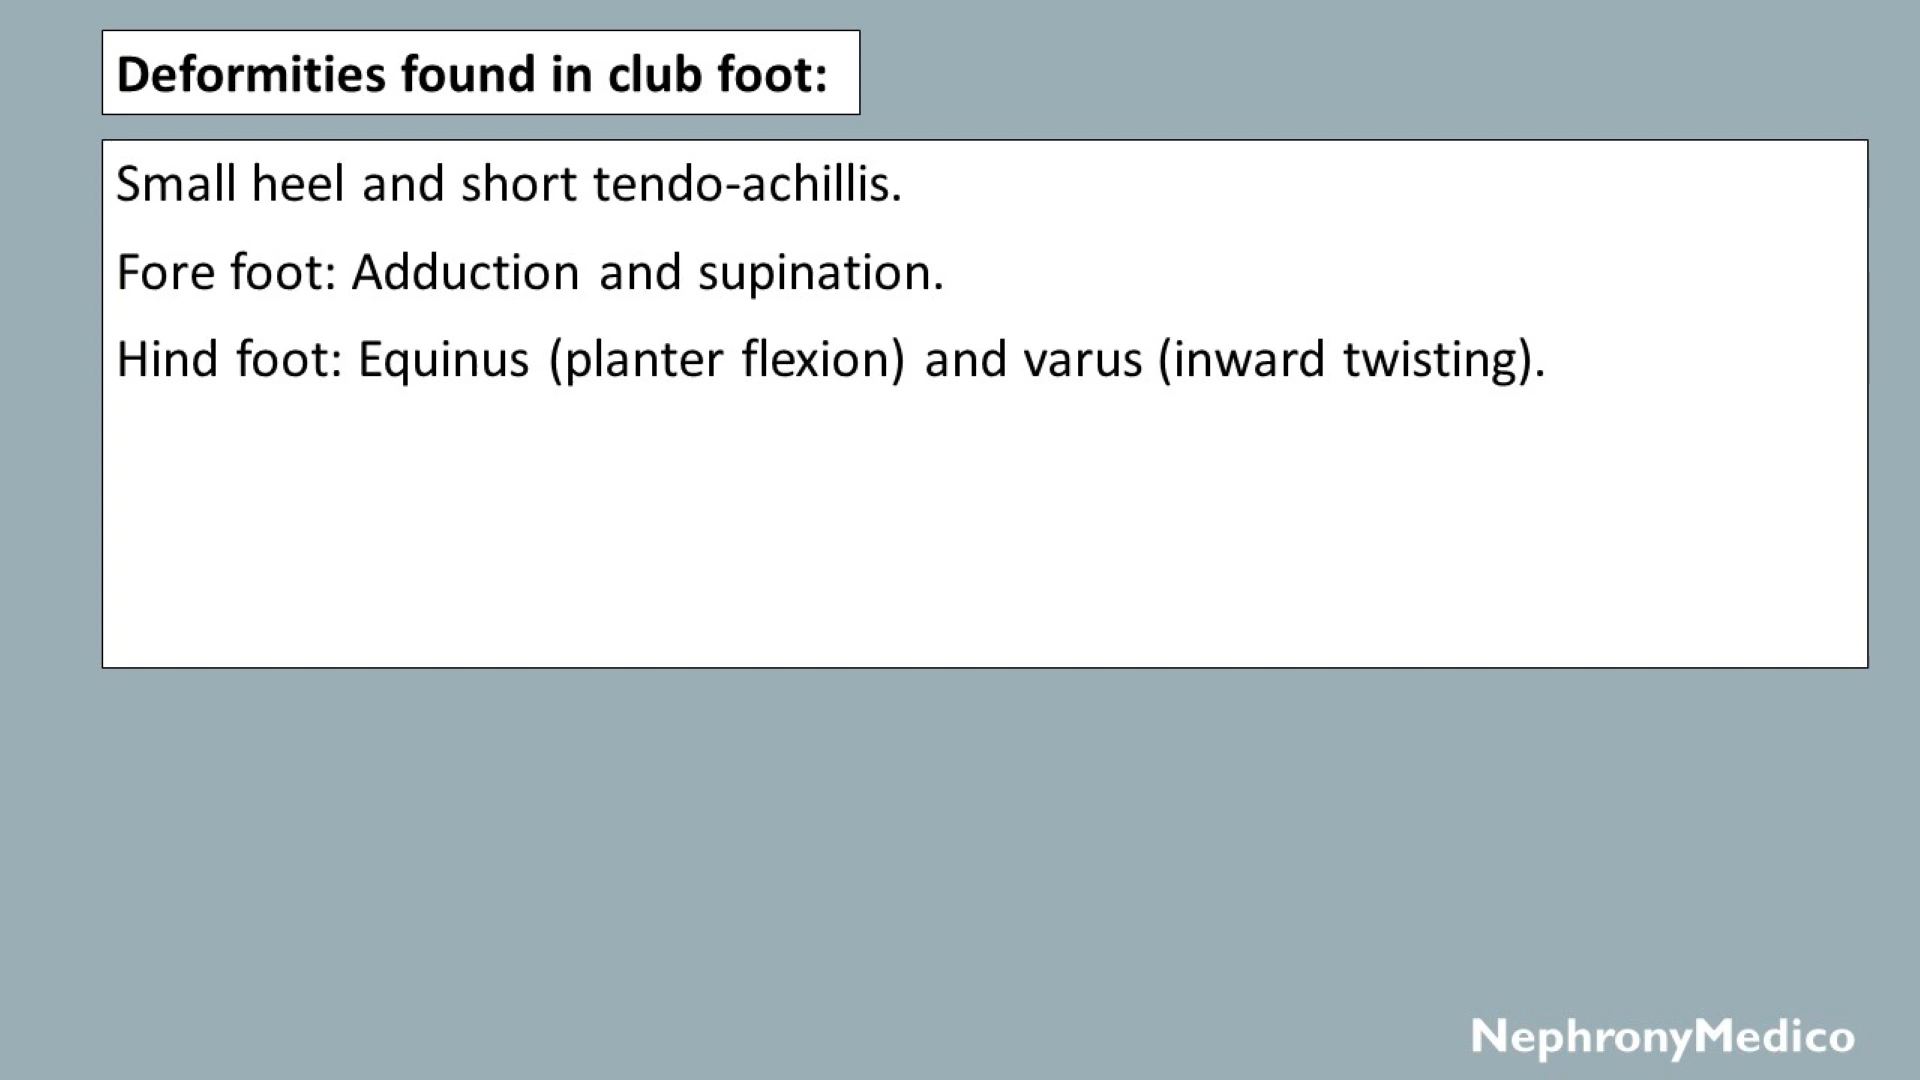 Deformities found in club foot:
Small heel and short tendo-achillis.
Fore foot: Adduction and supination.
Hind foot: Equinus (planter flexion) and varus (inward twisting).
NephronyMedico